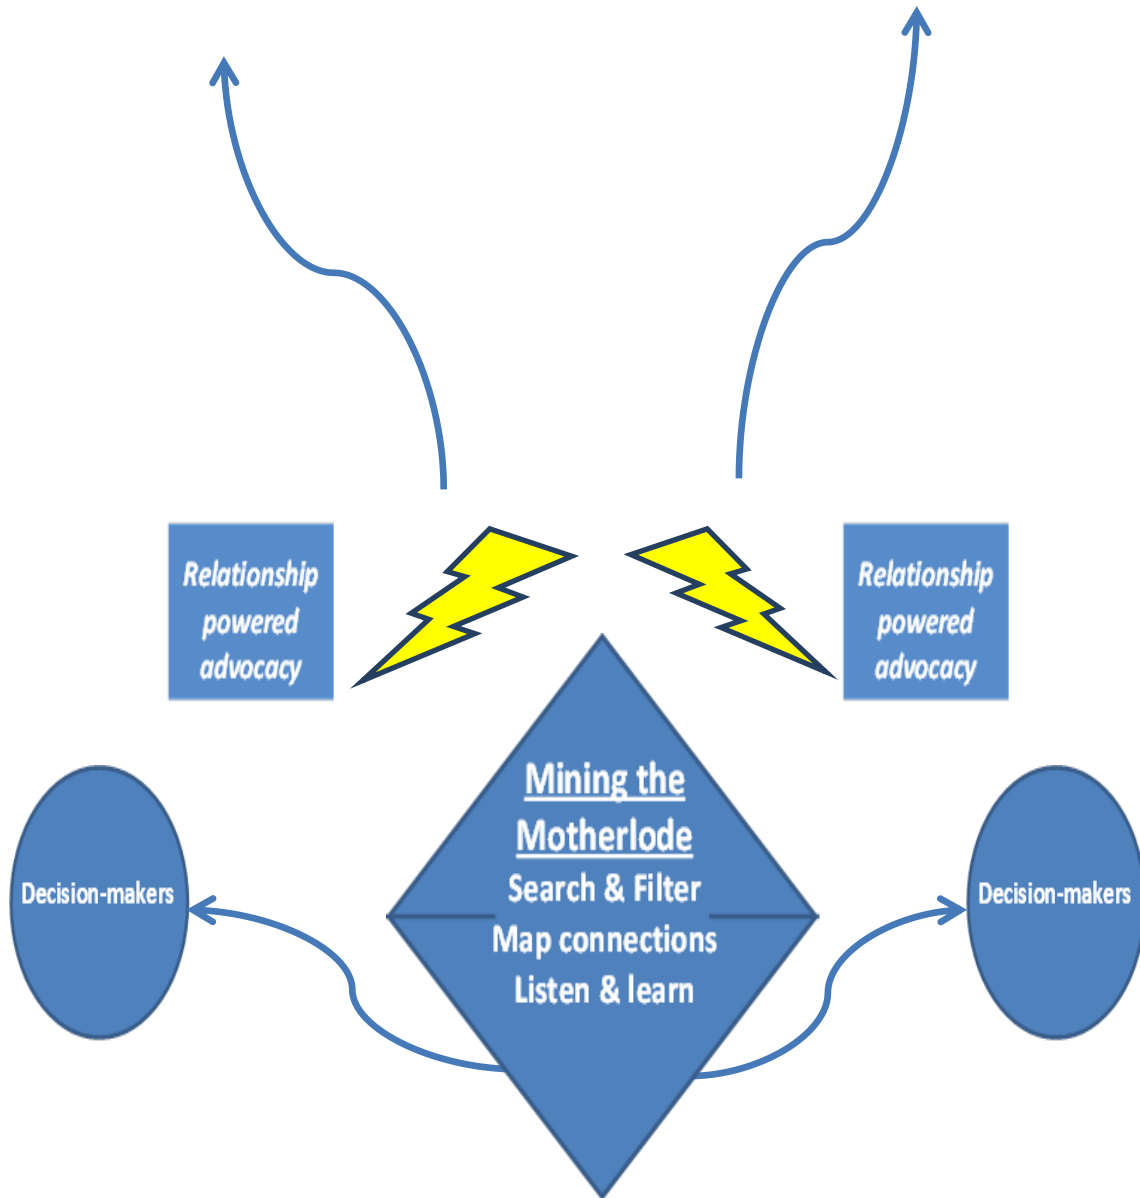 Relationship
powered
advocacy
Relationship
powered
advocacy
Mining the
Motherlode
Search & Filter
Map connections
Listen & learn
Decision-makers
Decision-makers